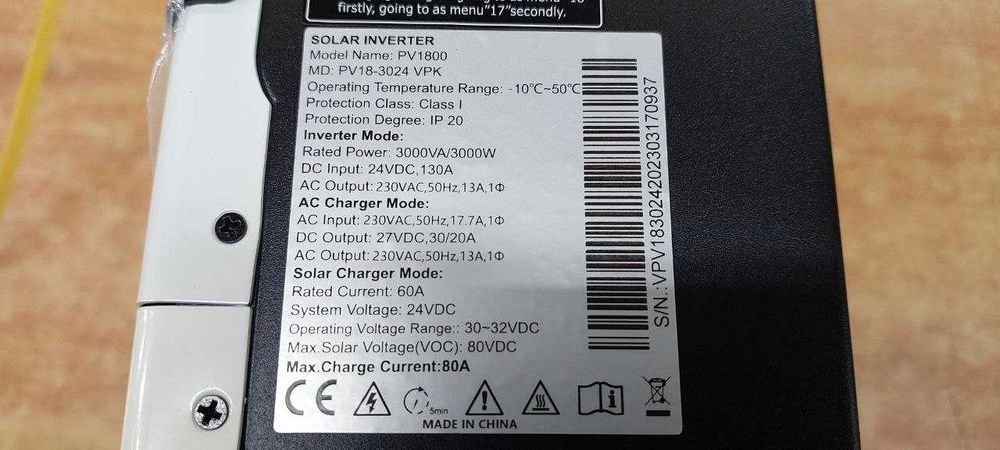 firstly, going to as menu"17"secondly.
SOLAR INVERTER
Model Name: PV1800
MD: PV18-3024 VPK
Operating Temperature Range: -10℃~50℃
Protection Class: Class I
Protection Degree: IP 20
Inverter Mode:
Rated Power: 3000VA/3000W
DC Input: 24VDC,130A
AC Output: 230VAC,50Hz,13A,1Φ
AC Charger Mode:
AC Input: 230VAC,50Hz,17.7A,1Φ
DC Output: 27VDC,30/20A
AC Output: 230VAC,50Hz,13A,1Φ
Solar Charger Mode:
Rated Current: 60A
System Voltage: 24VDC
Operating Voltage Range:: 30~32VDC
Max.Solar Voltage(VOC): 80VDC
Max.Charge Current:80A
CE
5min
MADE IN CHINA
S/N.:VPV18302420230317​0937